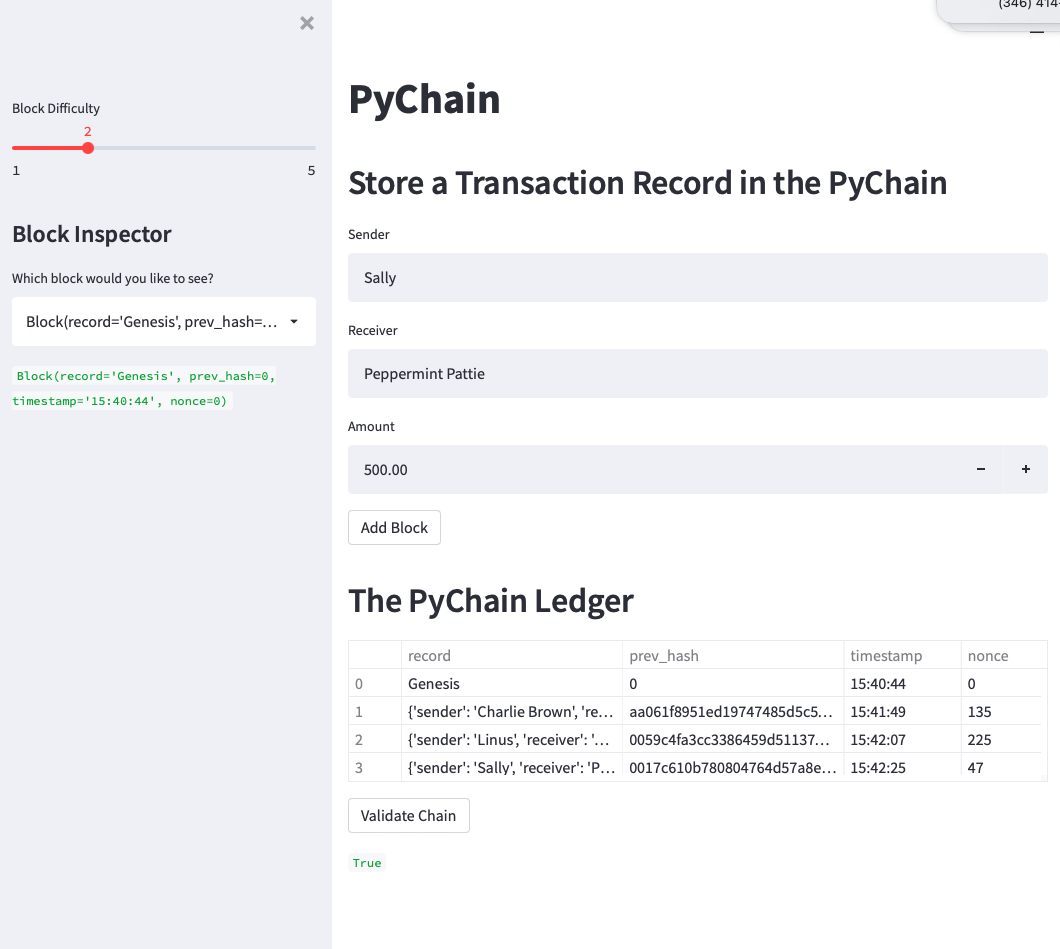 (346) 414-
×
Block Difficulty
2
1 5
Block Inspector
Which block would you like to see?
Block(record='Genesis', prev_hash=...
Block(record='Genesis', prev_hash=0,
timestamp='15:40:44', nonce=0)
PyChain
Store a Transaction Record in the PyChain
Sender
Sally
Receiver
Peppermint Pattie
Amount
500.00 − +
Add Block
The PyChain Ledger
record prev_hash timestamp nonce
0 Genesis 0 15:40:44 0
1 {'sender': 'Charlie Brown', 're... aa061f8951ed19747485d5c5... 15:41:49 135
2 {'sender': 'Linus', 'receiver': '... 0059c4fa3cc3386459d51137... 15:42:07 225
3 {'sender': 'Sally', 'receiver': 'P... 0017c610b780804764d57a8e... 15:42:25 47
Validate Chain
True